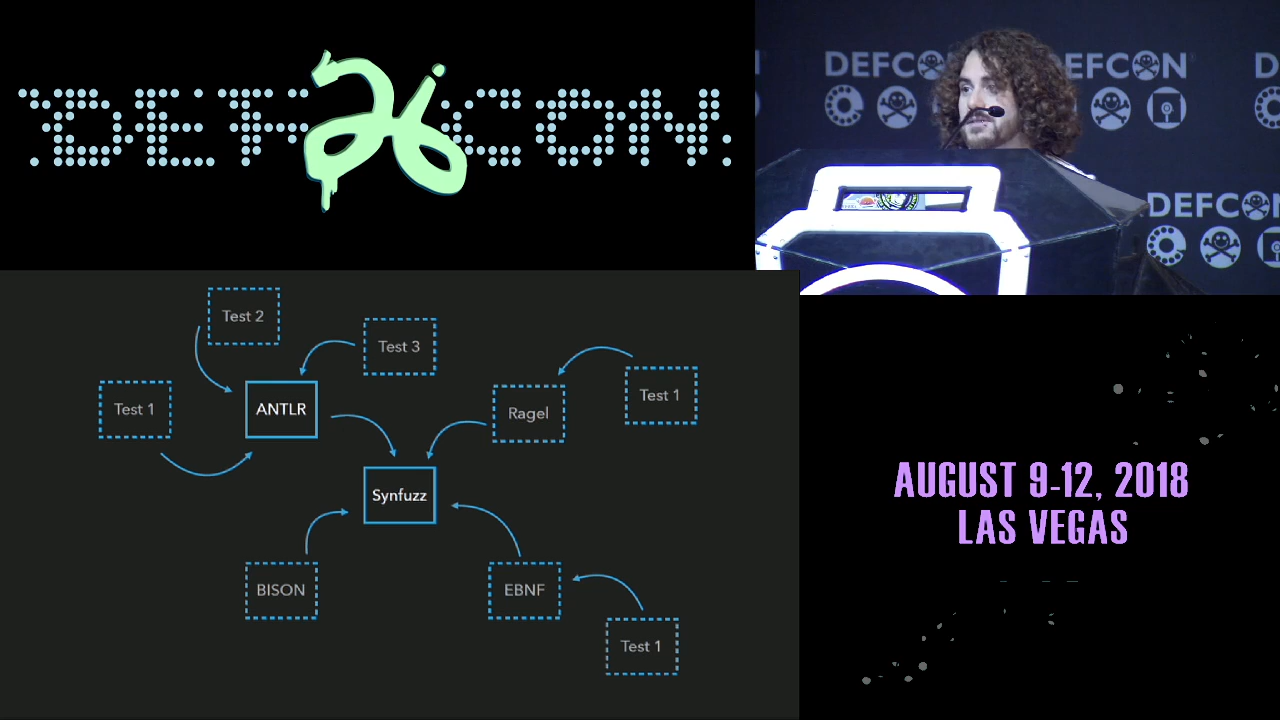 DEF 26 CON
DEFCON
DEFCON
DEFCON
Test 2
Test 3
Test 1
ANTLR
Ragel
Test 1
Synfuzz
BISON
EBNF
Test 1
AUGUST 9-12, 2018
LAS VEGAS